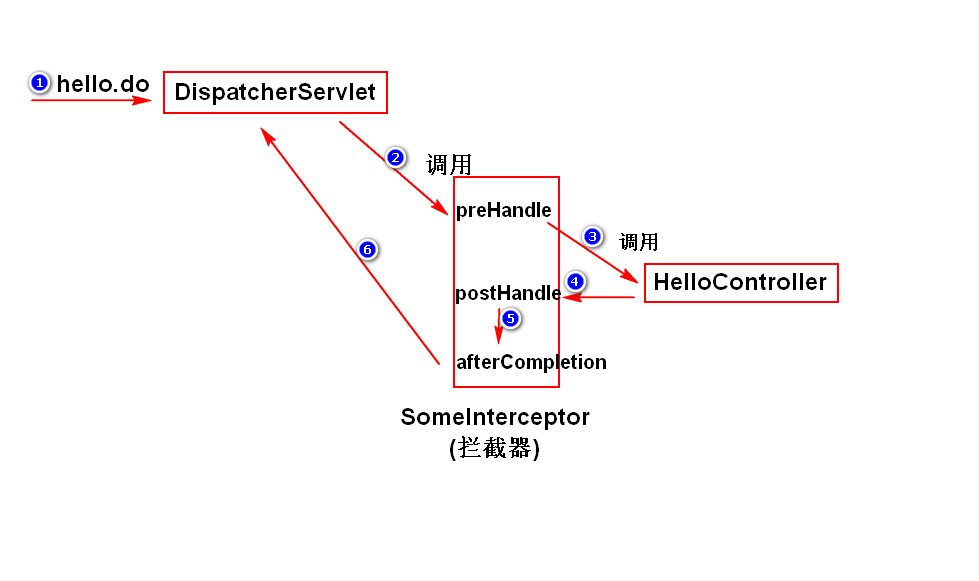 1 hello.do
DispatcherServlet
2 调用
preHandle
3 调用
6
HelloController
4
postHandle
5
afterCompletion
SomeInterceptor
(拦截器)